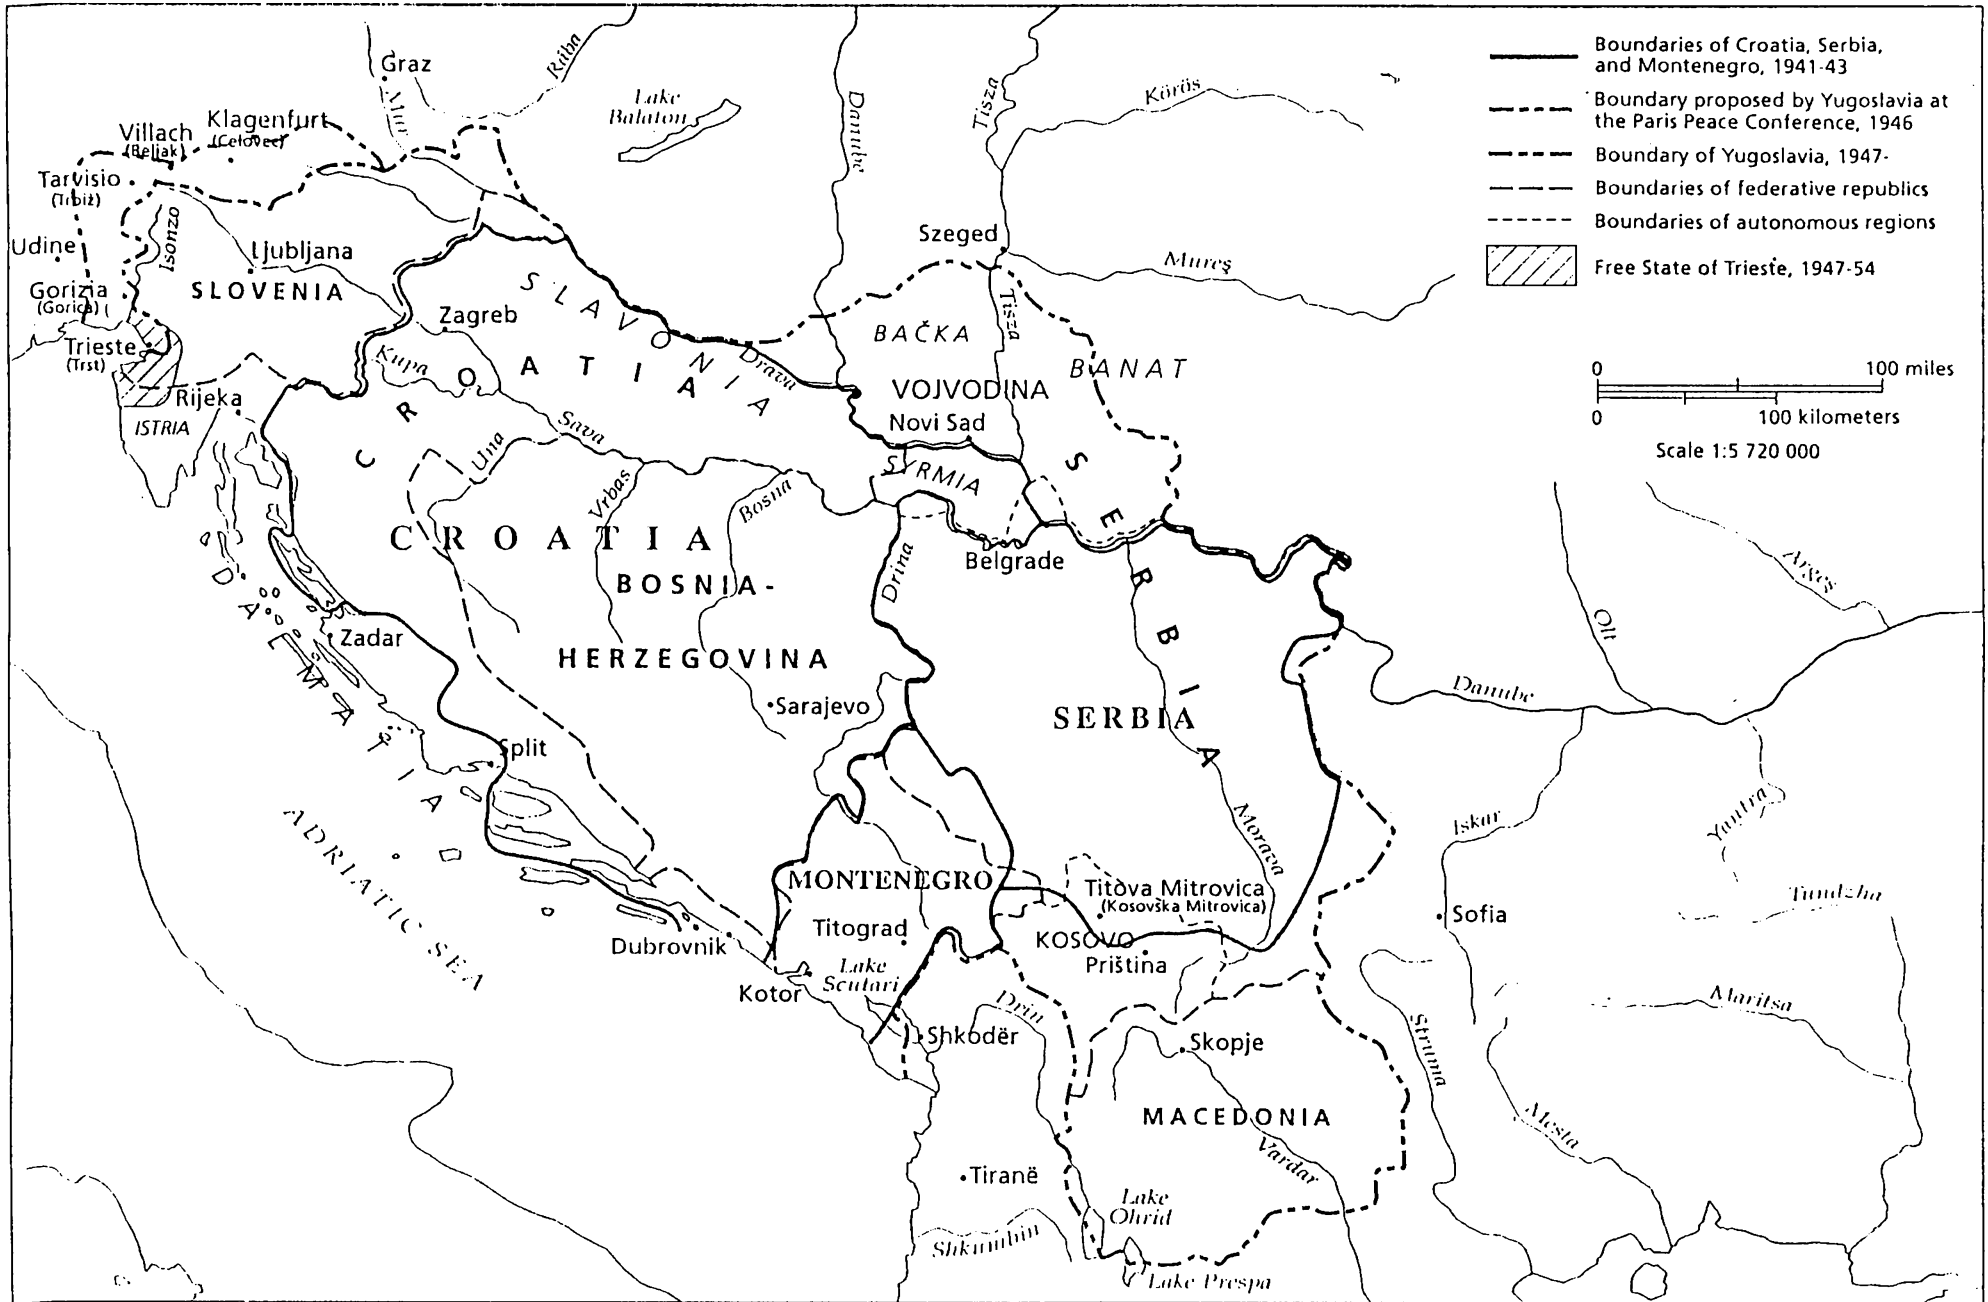 Boundaries of Croatia, Serbia,
and Montenegro, 1941-43
Boundary proposed by Yugoslavia at
the Paris Peace Conference, 1946
Boundary of Yugoslavia, 1947-
Boundaries of federative republics
Boundaries of autonomous regions
Free State of Trieste, 1947-54
0 100 miles
0 100 kilometers
Scale 1:5 720 000
Graz
Mur
Raba
Lake
Balaton
Danube
Tisza
Körös
Villach
(Beljak)
Klagenfurt
(Celovec)
Tarvisio
(Trbiž)
Udine
Isonzo
Ljubljana
SLOVENIA
Gorizia
(Gorica)
Trieste
(Trst)
Rijeka
ISTRIA
Zagreb
Kupa
SLAVONIA
Drava
CROATIA
Szeged
Mureş
Tisza
BAČKA
BANAT
VOJVODINA
Novi Sad
SYRMIA
Una
Sava
Vrbas
Bosna
CROATIA
BOSNIA-
HERZEGOVINA
Drina
Belgrade
SERBIA
SERBIA
Sarajevo
Zadar
DALMATIA
Split
ADRIATIC SEA
Dubrovnik
Kotor
MONTENEGRO
Titograd
Lake
Scutari
Shkodër
Drin
Titova Mitrovica
(Kosovška Mitrovica)
KOSOVO
Priština
Morava
Skopje
MACEDONIA
Vardar
Tiranë
Shkumbin
Lake
Ohrid
Lake Prespa
Argeş
Olt
Danube
Iskur
Yantra
Tundzha
Sofia
Maritsa
Struma
Mesta